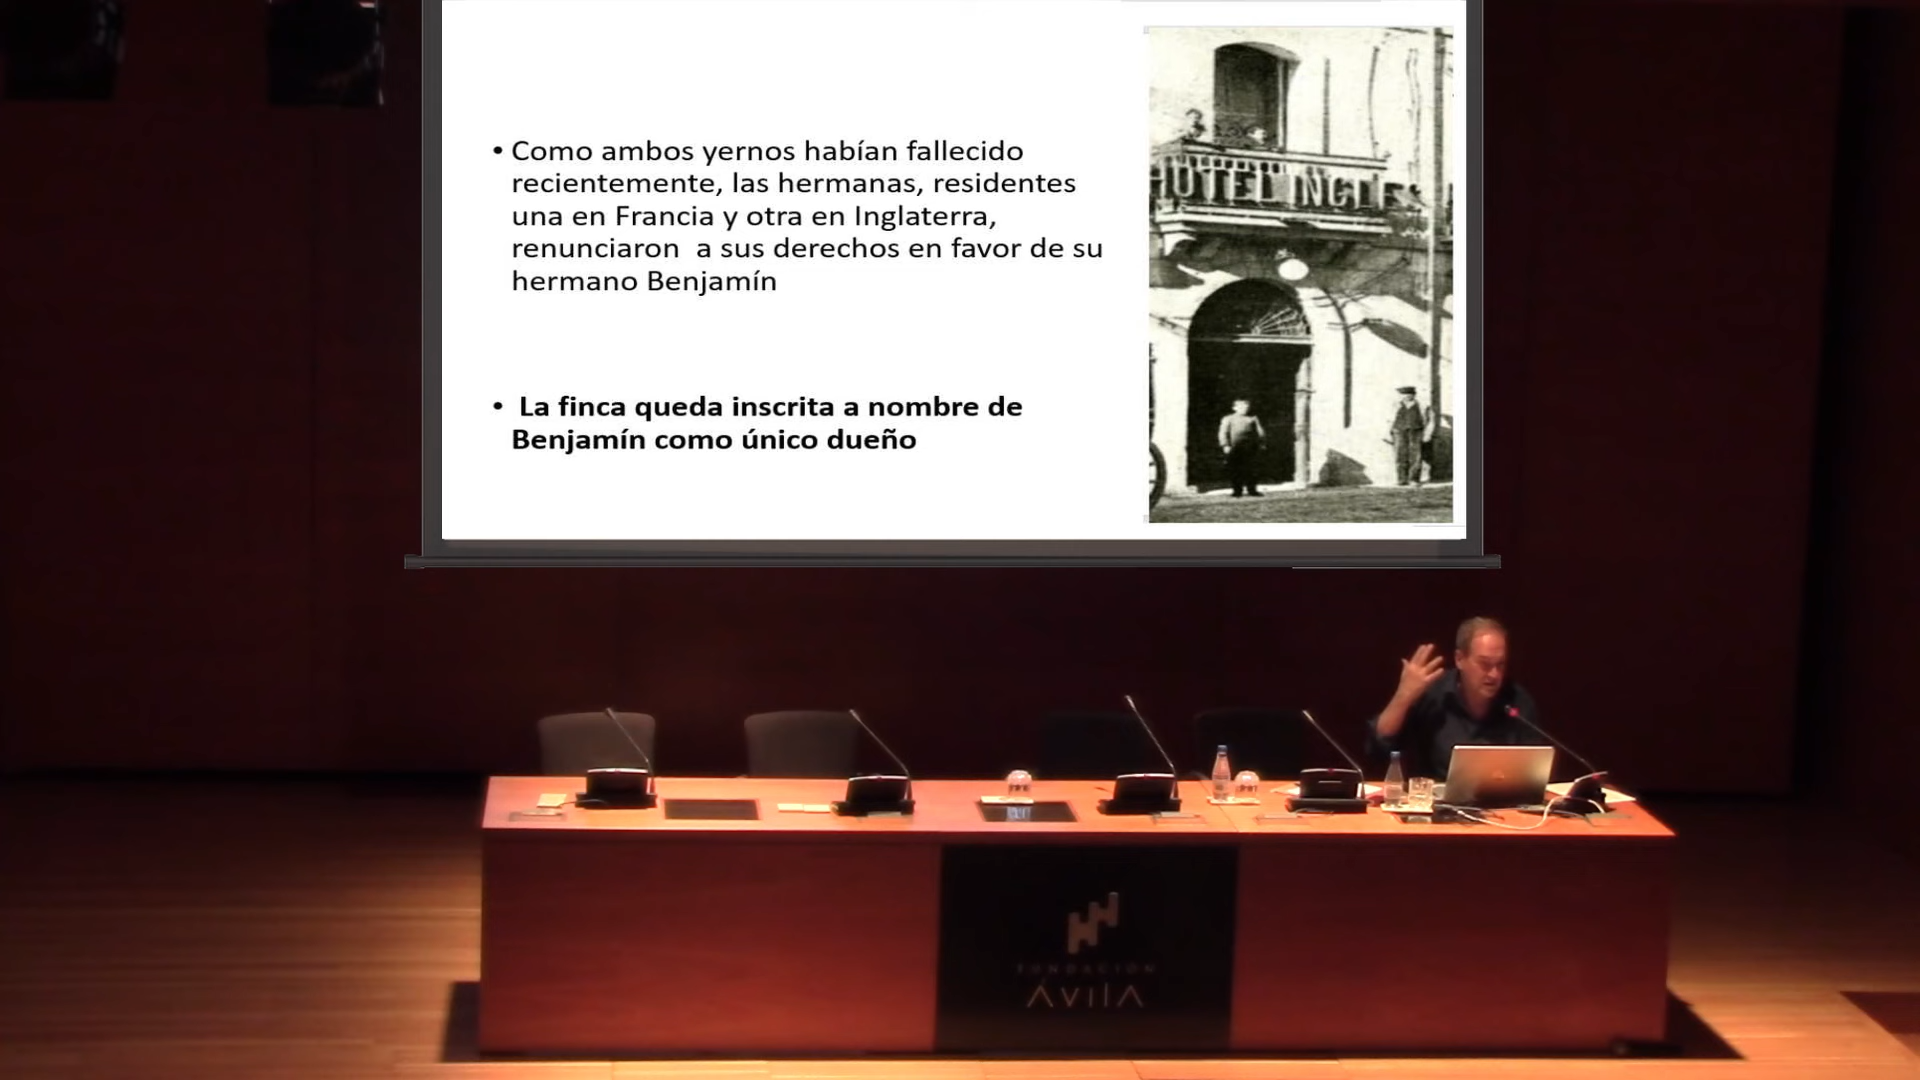 • Como ambos yernos habían fallecido
recientemente, las hermanas, residentes
una en Francia y otra en Inglaterra,
renunciaron  a sus derechos en favor de su
hermano Benjamín
• La finca queda inscrita a nombre de
Benjamín como único dueño
HOTEL INGLES
FUNDACIÓN
ÁVILA